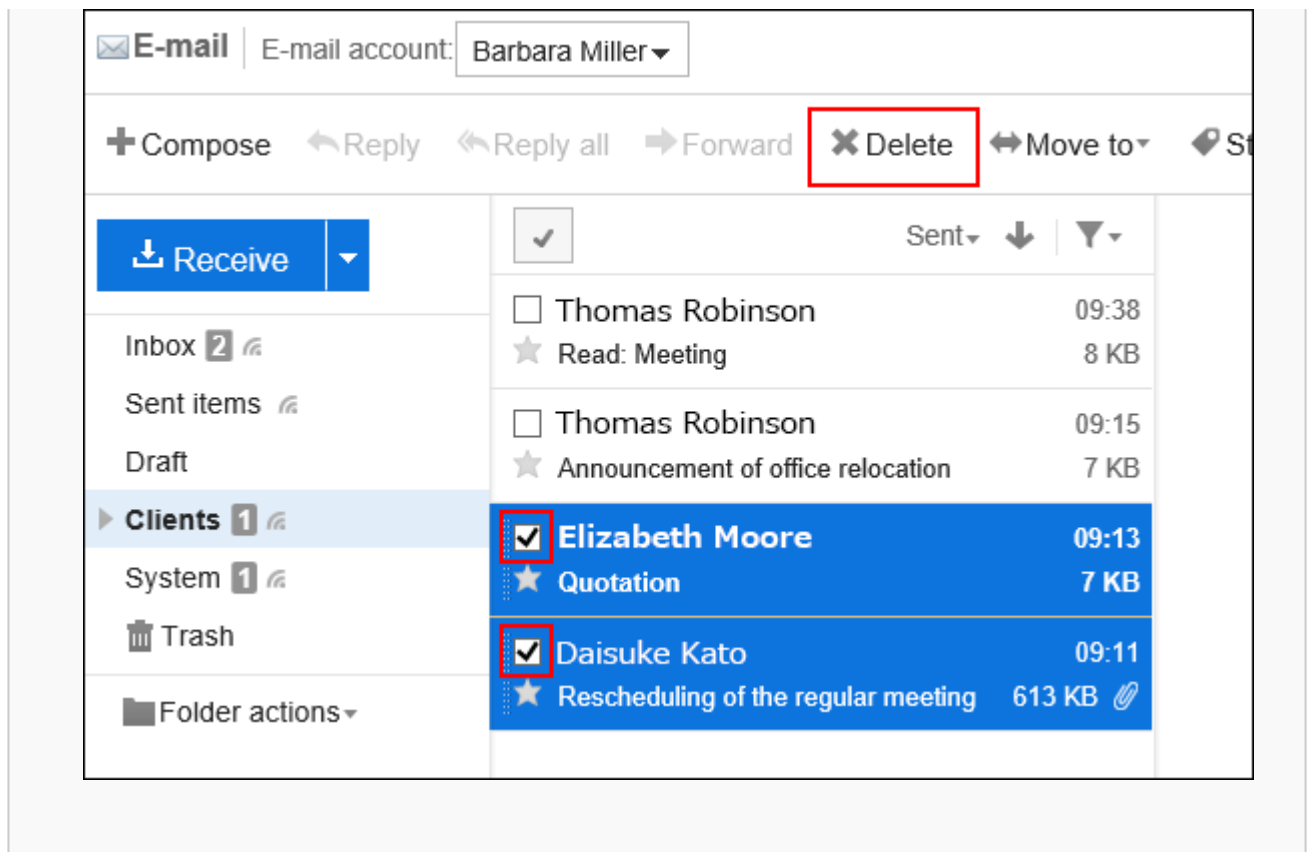 E-mail E-mail account: Barbara Miller
Compose Reply Reply all Forward Delete Move to St
Receive
Inbox 2
Sent items
Draft
Clients 1
System 1
Trash
Folder actions
Sent
Thomas Robinson 09:38
Read: Meeting 8 KB
Thomas Robinson 09:15
Announcement of office relocation 7 KB
Elizabeth Moore 09:13
Quotation 7 KB
Daisuke Kato 09:11
Rescheduling of the regular meeting 613 KB